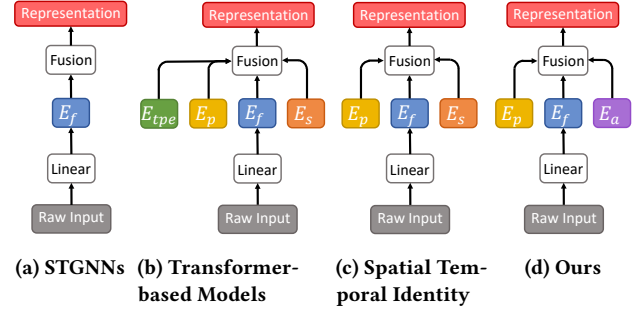 Representation Representation Representation Representation
Fusion Fusion Fusion Fusion
E_f E_tpe E_p E_f E_s E_p E_f E_s E_p E_f E_a
Linear Linear Linear Linear
Raw Input Raw Input Raw Input Raw Input
(a) STGNNs (b) Transformer- (c) Spatial Tem- (d) Ours
based Models poral Identity